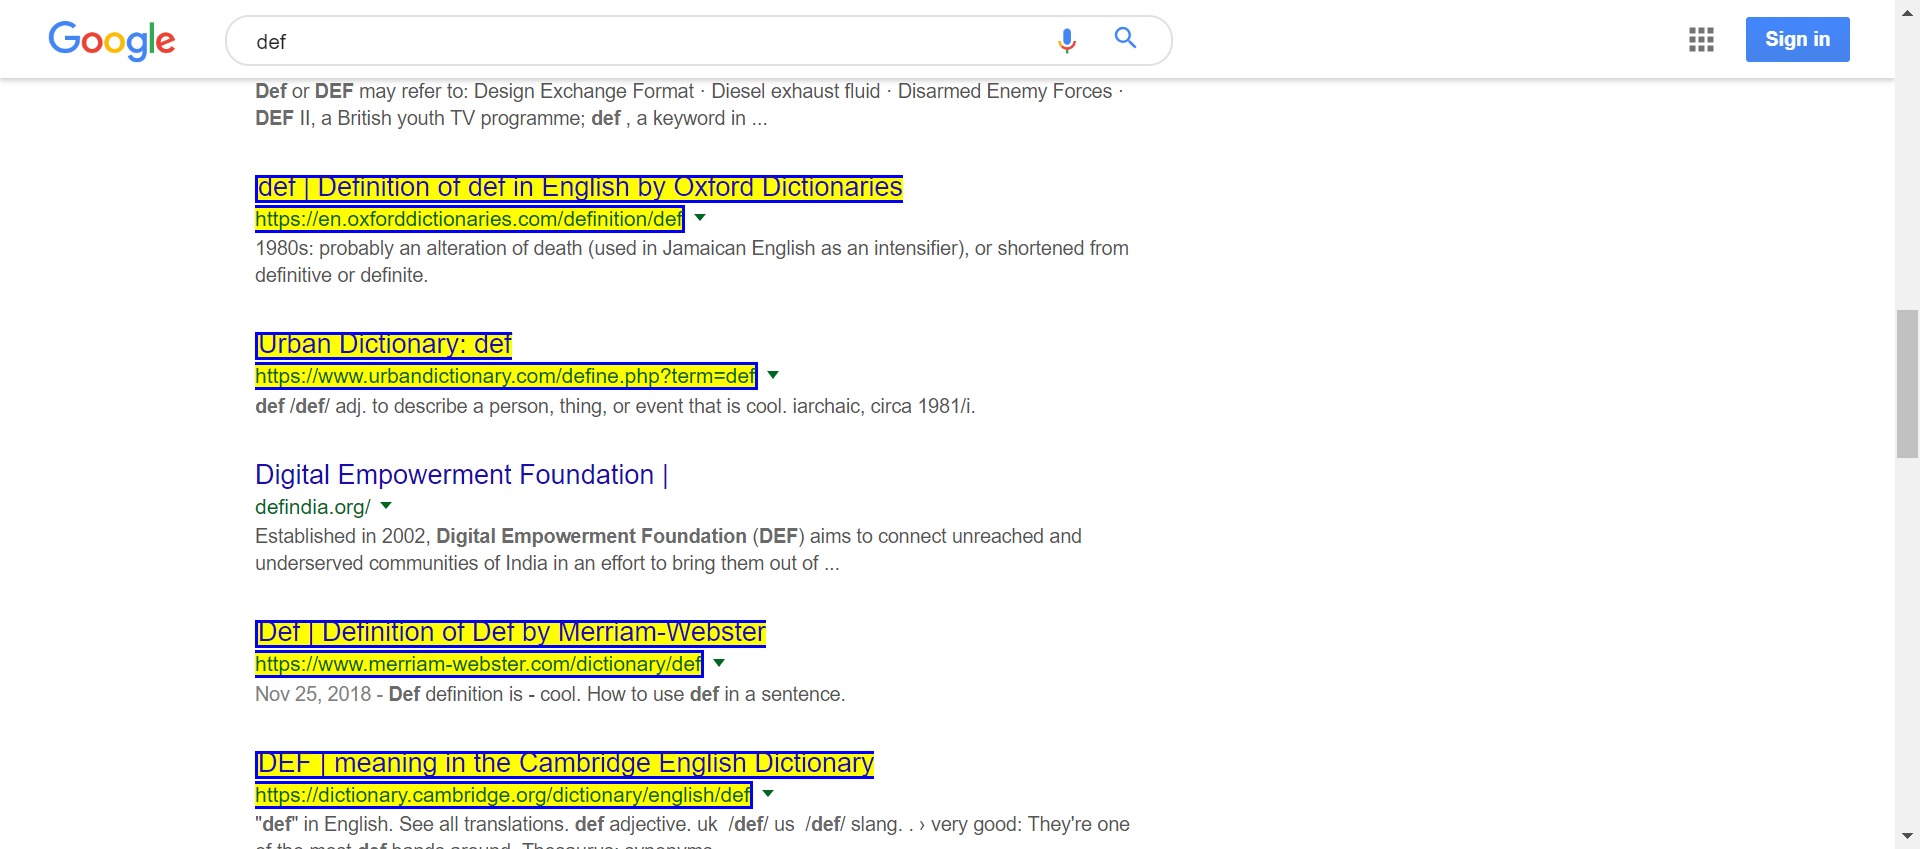 Google
def
Sign in
Def or DEF may refer to: Design Exchange Format · Diesel exhaust fluid · Disarmed Enemy Forces ·
DEF II, a British youth TV programme; def , a keyword in ...
def | Definition of def in English by Oxford Dictionaries
https://en.oxforddictionaries.com/definition/def
1980s: probably an alteration of death (used in Jamaican English as an intensifier), or shortened from
definitive or definite.
Urban Dictionary: def
https://www.urbandictionary.com/define.php?term=def
def /def/ adj. to describe a person, thing, or event that is cool. iarchaic, circa 1981/i.
Digital Empowerment Foundation |
defindia.org/
Established in 2002, Digital Empowerment Foundation (DEF) aims to connect unreached and
underserved communities of India in an effort to bring them out of ...
Def | Definition of Def by Merriam-Webster
https://www.merriam-webster.com/dictionary/def
Nov 25, 2018 - Def definition is - cool. How to use def in a sentence.
DEF | meaning in the Cambridge English Dictionary
https://dictionary.cambridge.org/dictionary/english/def
"def" in English. See all translations. def adjective. uk /def/ us /def/ slang. . › very good: They're one
of the most def bands around. Thesaurus: synonyms